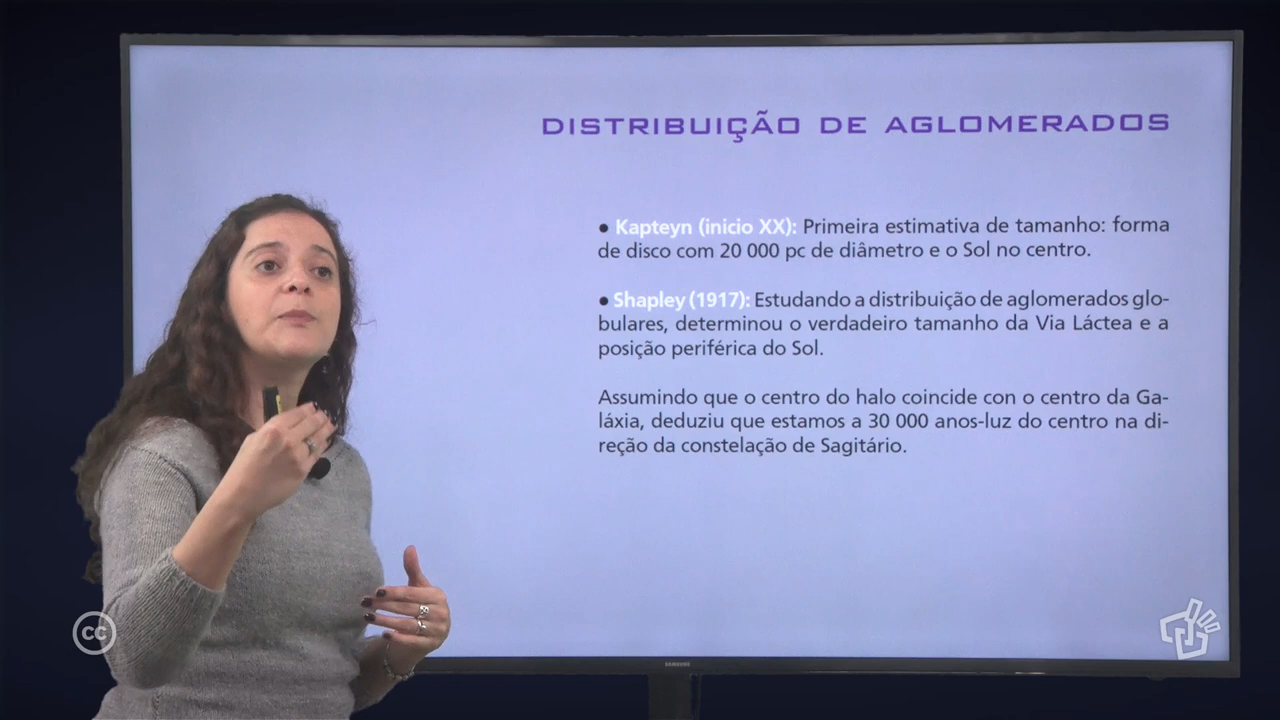 DISTRIBUIÇÃO DE AGLOMERADOS
● Kapteyn (inicio XX): Primeira estimativa de tamanho: forma
de disco com 20 000 pc de diâmetro e o Sol no centro.
● Shapley (1917): Estudando a distribuição de aglomerados glo-
bulares, determinou o verdadeiro tamanho da Via Láctea e a
posição periférica do Sol.
Assumindo que o centro do halo coincide con o centro da Ga-
láxia, deduziu que estamos a 30 000 anos-luz do centro na di-
reção da constelação de Sagitário.
cc
SAMSUNG